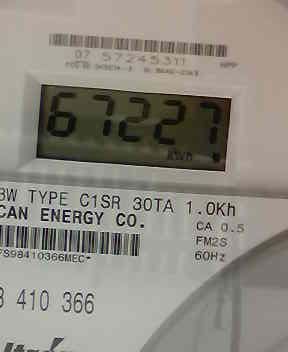 07 57245311
67227
kWh
3W TYPE C1SR 30TA 1.0Kh
CAN ENERGY CO.
CA 0.5
FM2S
60Hz
FS98410366MEC-
410 366